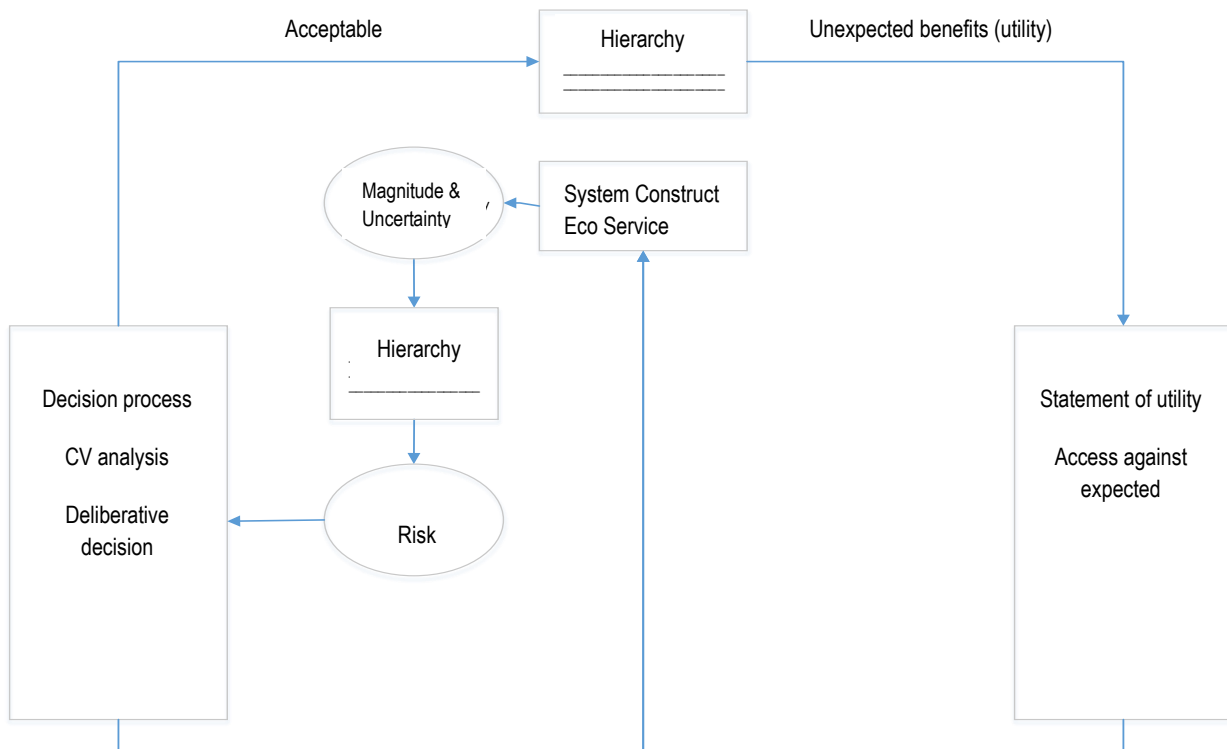 Acceptable
Hierarchy
Unexpected benefits (utility)
Magnitude &
Uncertainty
System Construct
Eco Service
Hierarchy
Decision process
CV analysis
Deliberative
decision
Risk
Statement of utility
Access against
expected